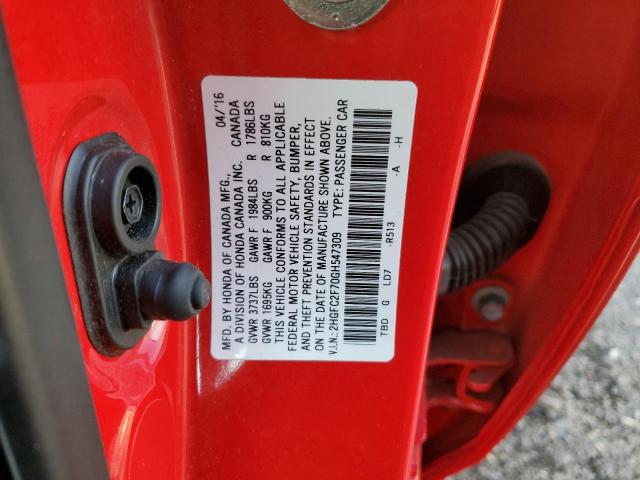 MFD. BY HONDA OF CANADA MFG., 04/'16
A DIVISION OF HONDA CANADA INC. CANADA
GVWR 3737LBS GAWR F 1984LBS R 1786LBS
GVWR 1695KG GAWR F 900KG R 810KG
THIS VEHICLE CONFORMS TO ALL APPLICABLE
FEDERAL MOTOR VEHICLE SAFETY, BUMPER,
AND THEFT PREVENTION STANDARDS IN EFFECT
ON THE DATE OF MANUFACTURE SHOWN ABOVE.
V.I.N.: 2HGFC2F70GH547309 TYPE: PASSENGER CAR
TBD G LD7 -R513 -A -H